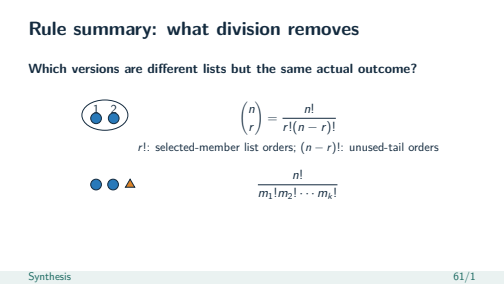 Rule summary: what division removes
Which versions are different lists but the same actual outcome?
1 2
(n r) = n! / r!(n − r)!
r!: selected-member list orders; (n − r)!: unused-tail orders
n! / m₁!m₂! ⋯ mₖ!
Synthesis
61/1